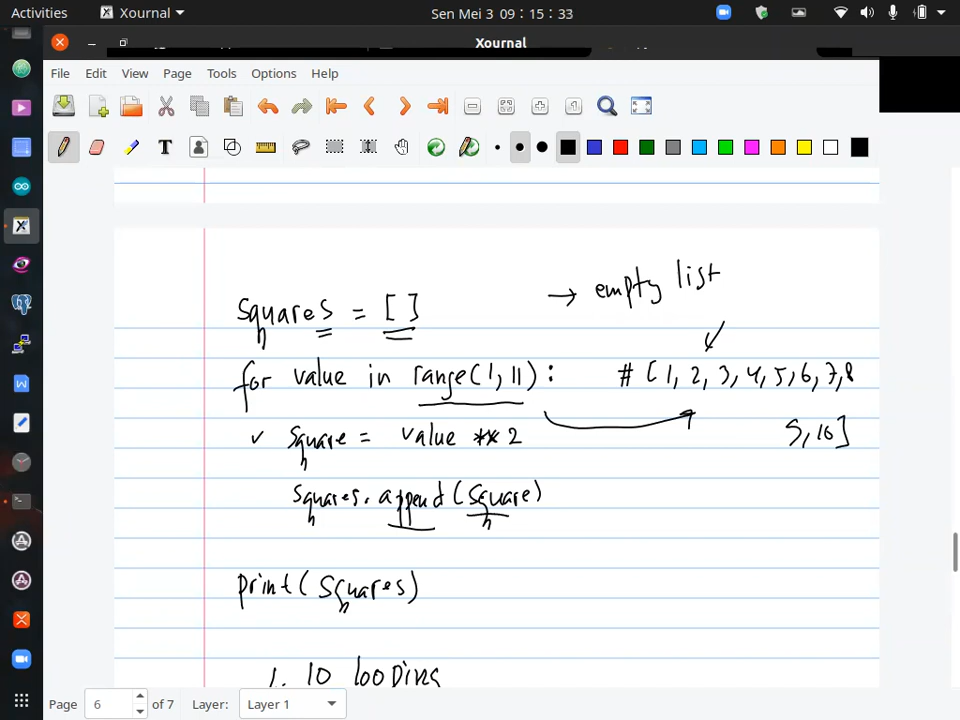 Activities Xournal Sen Mei 3 09 : 15 : 33
Xournal
File Edit View Page Tools Options Help
squares = [ ] → empty list
for value in range(1, 11) : # [ 1, 2, 3, 4, 5, 6, 7, 8
✓ square = value ** 2 9, 10]
squares. append (square)
print( squares)
1. 10 looping
Page 6 of 7 Layer: Layer 1